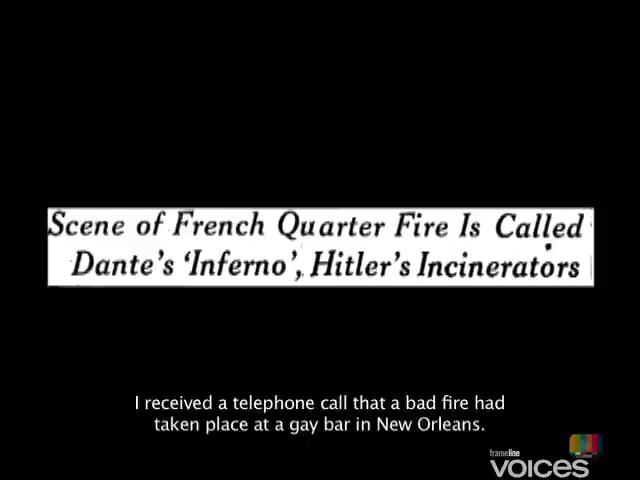 Scene of French Quarter Fire Is Called
Dante's 'Inferno', Hitler's Incinerators
I received a telephone call that a bad fire had
taken place at a gay bar in New Orleans.
frameline
VOICES